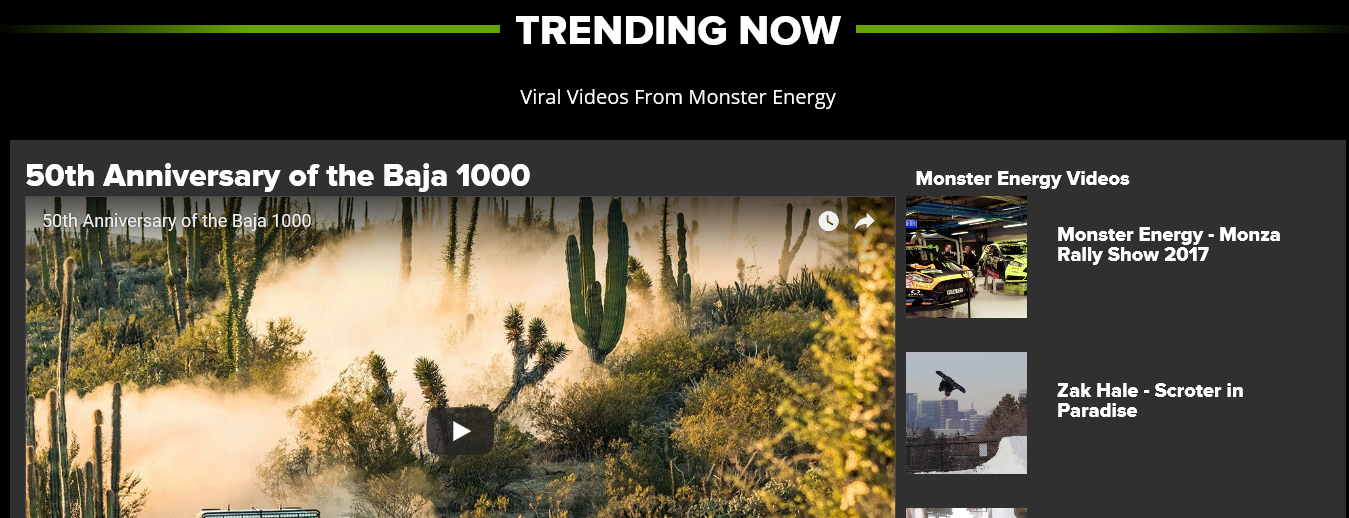 TRENDING NOW
Viral Videos From Monster Energy
50th Anniversary of the Baja 1000
50th Anniversary of the Baja 1000
Monster Energy Videos
Monster Energy - Monza
Rally Show 2017
Zak Hale - Scroter in
Paradise